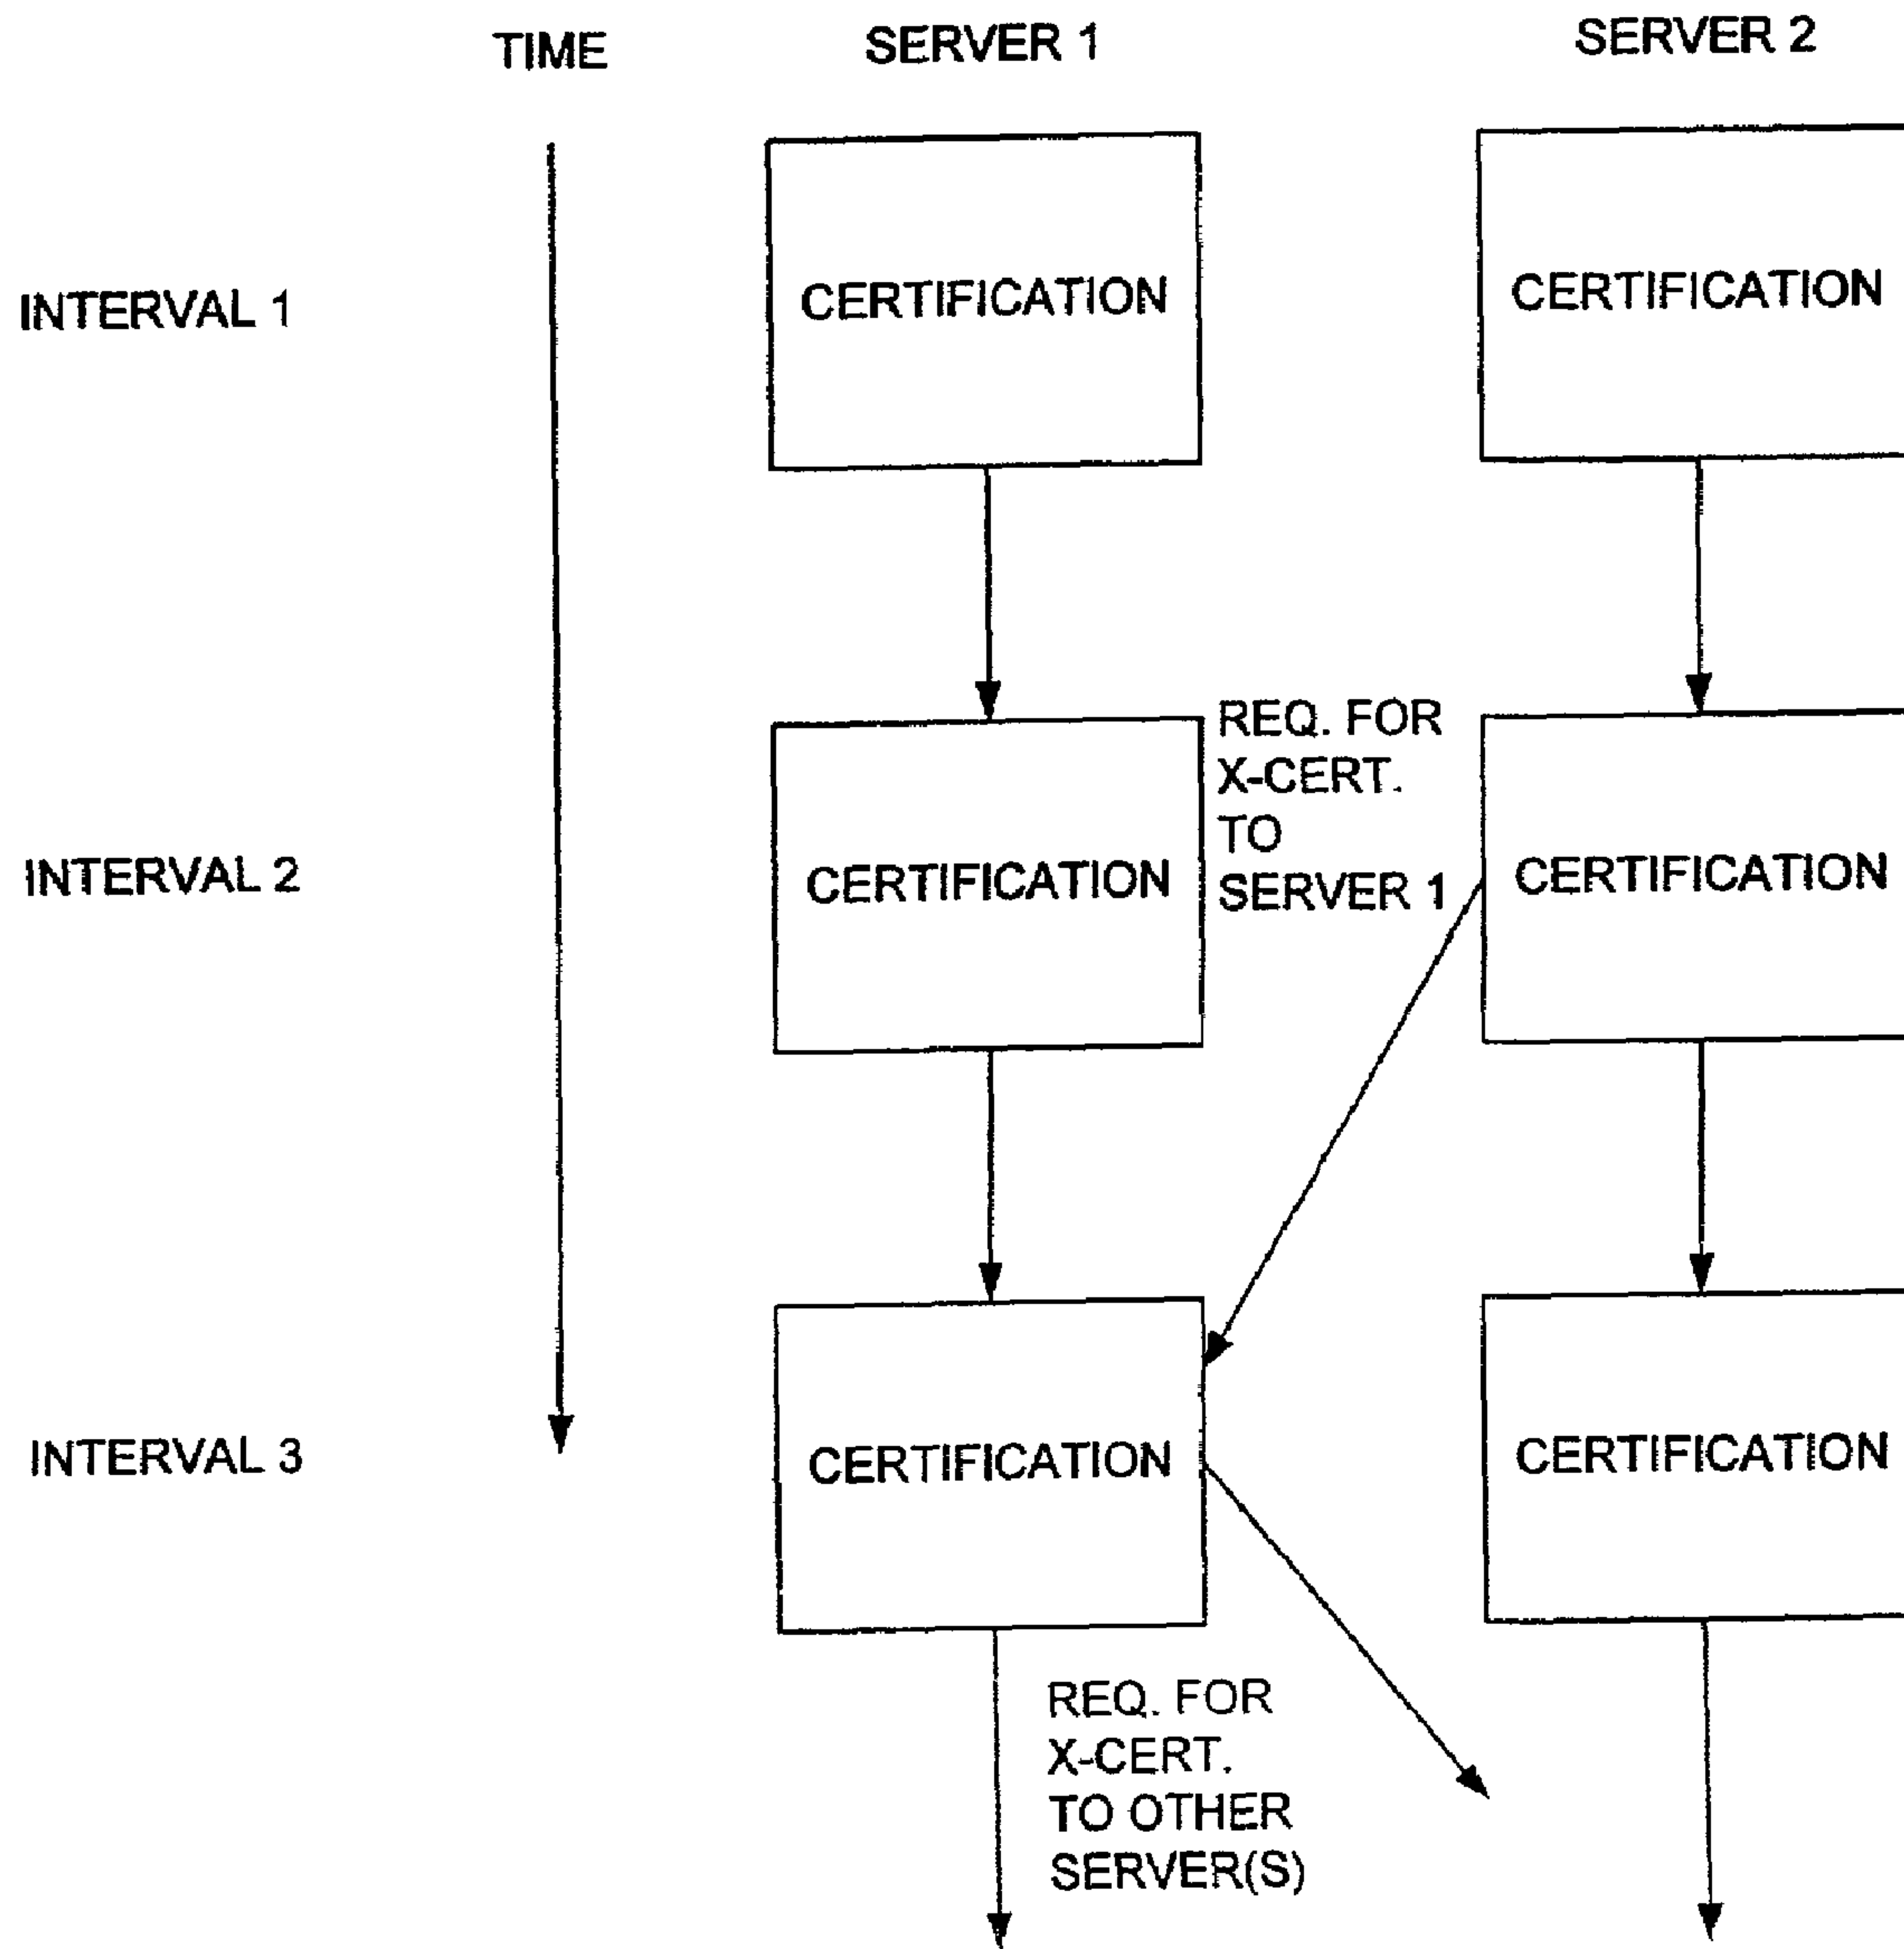 TIME
SERVER 1
SERVER 2
INTERVAL 1
CERTIFICATION
CERTIFICATION
REQ. FOR
X-CERT.
TO
SERVER 1
INTERVAL 2
CERTIFICATION
CERTIFICATION
INTERVAL 3
CERTIFICATION
CERTIFICATION
REQ. FOR
X-CERT.
TO OTHER
SERVER(S)